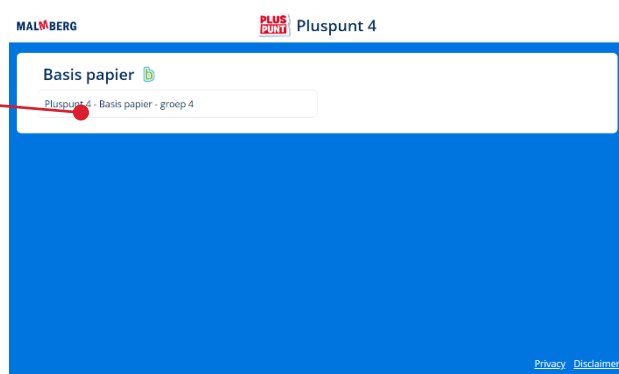 MALMBERG
PLUS PUNT Pluspunt 4
Basis papier b
Pluspunt 4 - Basis papier - groep 4
Privacy Disclaimer